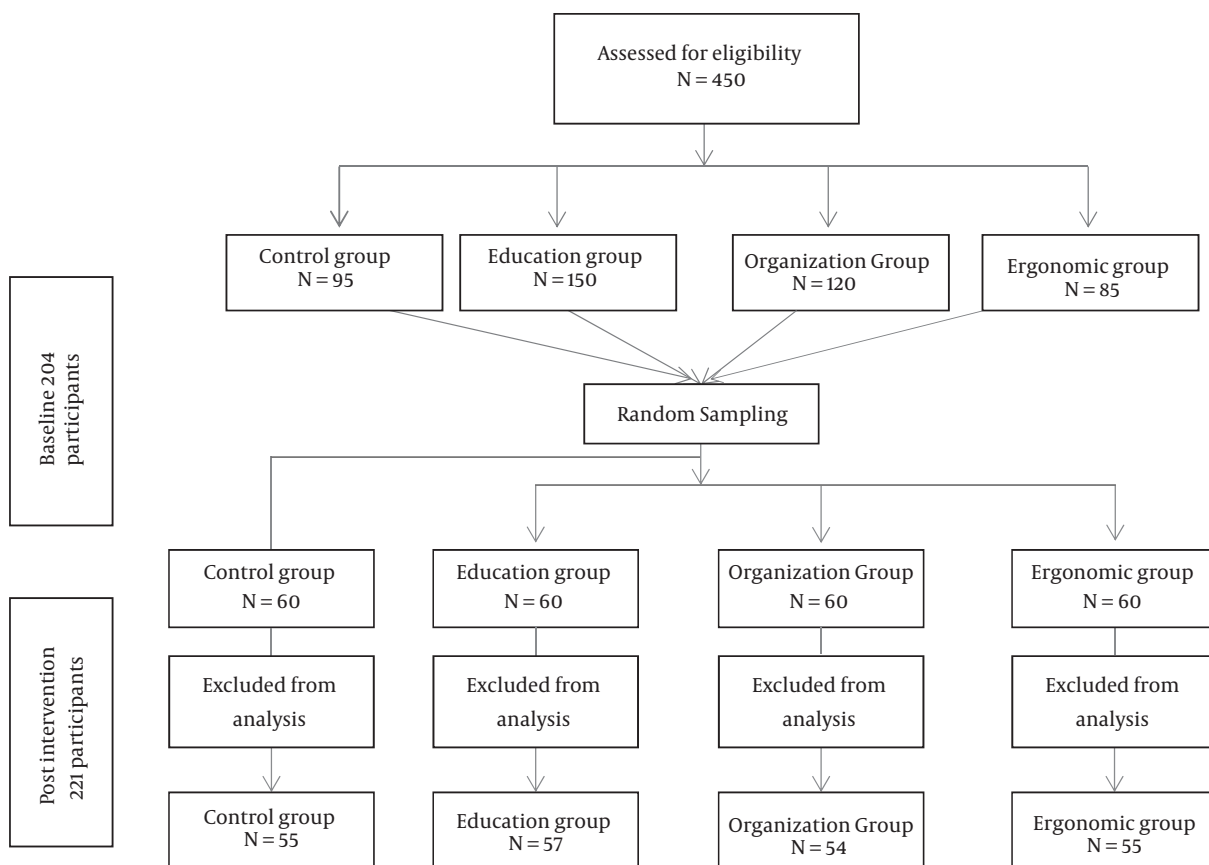 Assessed for eligibility
N = 450
Control group
N = 95
Education group
N = 150
Organization Group
N = 120
Ergonomic group
N = 85
Baseline 204
participants
Random Sampling
Control group
N = 60
Education group
N = 60
Organization Group
N = 60
Ergonomic group
N = 60
Post intervention
221 participants
Excluded from
analysis
Excluded from
analysis
Excluded from
analysis
Excluded from
analysis
Control group
N = 55
Education group
N = 57
Organization Group
N = 54
Ergonomic group
N = 55